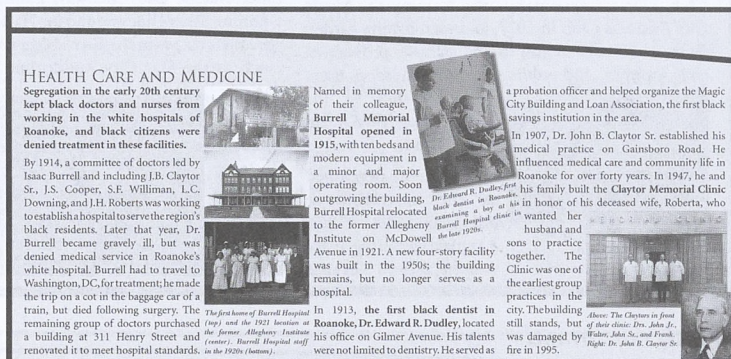 HEALTH CARE AND MEDICINE
Segregation in the early 20th century
kept black doctors and nurses from
working in the white hospitals of
Roanoke, and black citizens were
denied treatment in these facilities.
By 1914, a committee of doctors led by
Isaac Burrell and including J.B. Claytor
Sr., J.S. Cooper, S.F. Williman, L.C.
Downing, and J.H. Roberts was working
to establish a hospital to serve the region's
black residents. Later that year, Dr.
Burrell became gravely ill, but was
denied medical service in Roanoke's
white hospital. Burrell had to travel to
Washington, DC, for treatment; he made
the trip on a cot in the baggage car of a
train, but died following surgery. The
remaining group of doctors purchased
a building at 311 Henry Street and
renovated it to meet hospital standards.
The first home of Burrell Hospital
(top) and the 1921 location at
the former Allegheny Institute
(center). Burrell Hospital staff
in the 1920s (bottom).
Named in memory
of their colleague,
Burrell Memorial
Hospital opened in
1915, with ten beds and
modern equipment in
a minor and major
operating room. Soon
outgrowing the building,
Burrell Hospital relocated
to the former Allegheny
Institute on McDowell
Avenue in 1921. A new four-story facility
was built in the 1950s; the building
remains, but no longer serves as a
hospital.
In 1913, the first black dentist in
Roanoke, Dr. Edward R. Dudley, located
his office on Gilmer Avenue. His talents
were not limited to dentistry. He served as
Dr. Edward R. Dudley, first
black dentist in Roanoke,
examining a boy at his
Burrell Hospital clinic in
the late 1920s.
a probation officer and helped organize the Magic
City Building and Loan Association, the first black
savings institution in the area.
In 1907, Dr. John B. Claytor Sr. established his
medical practice on Gainsboro Road. He
influenced medical care and community life in
Roanoke for over forty years. In 1947, he and
his family built the Claytor Memorial Clinic
in honor of his deceased wife, Roberta, who
wanted her
husband and
sons to practice
together. The
Clinic was one of
the earliest group
practices in the
city. The building
still stands, but
was damaged by
fire in 1995.
Above: The Claytors in front
of their clinic: Drs. John Jr.,
Walter, John Sr., and Frank.
Right: Dr. John B. Claytor Sr.